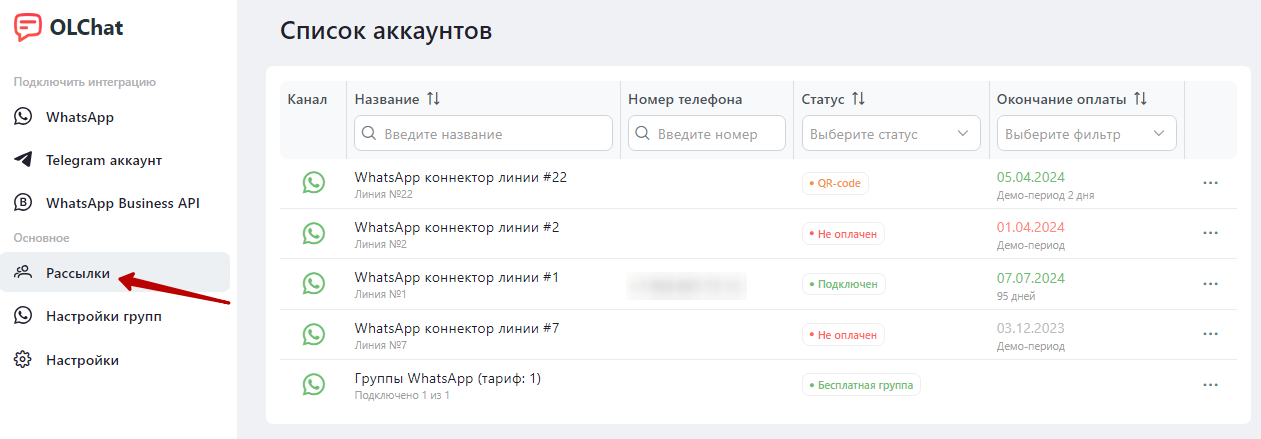 OLChat
Подключить интеграцию
WhatsApp
Telegram аккаунт
WhatsApp Business API
Основное
Рассылки
Настройки групп
Настройки
Список аккаунтов
Канал Название Номер телефона Статус Окончание оплаты
Введите название Введите номер Выберите статус Выберите фильтр
WhatsApp коннектор линии #22 QR-code 05.04.2024
Линия №22 Демо-период 2 дня
WhatsApp коннектор линии #2 Не оплачен 01.04.2024
Линия №2 Демо-период
WhatsApp коннектор линии #1 Подключен 07.07.2024
Линия №1 95 дней
WhatsApp коннектор линии #7 Не оплачен 03.12.2023
Линия №7 Демо-период
Группы WhatsApp (тариф: 1) Бесплатная группа
Подключено 1 из 1